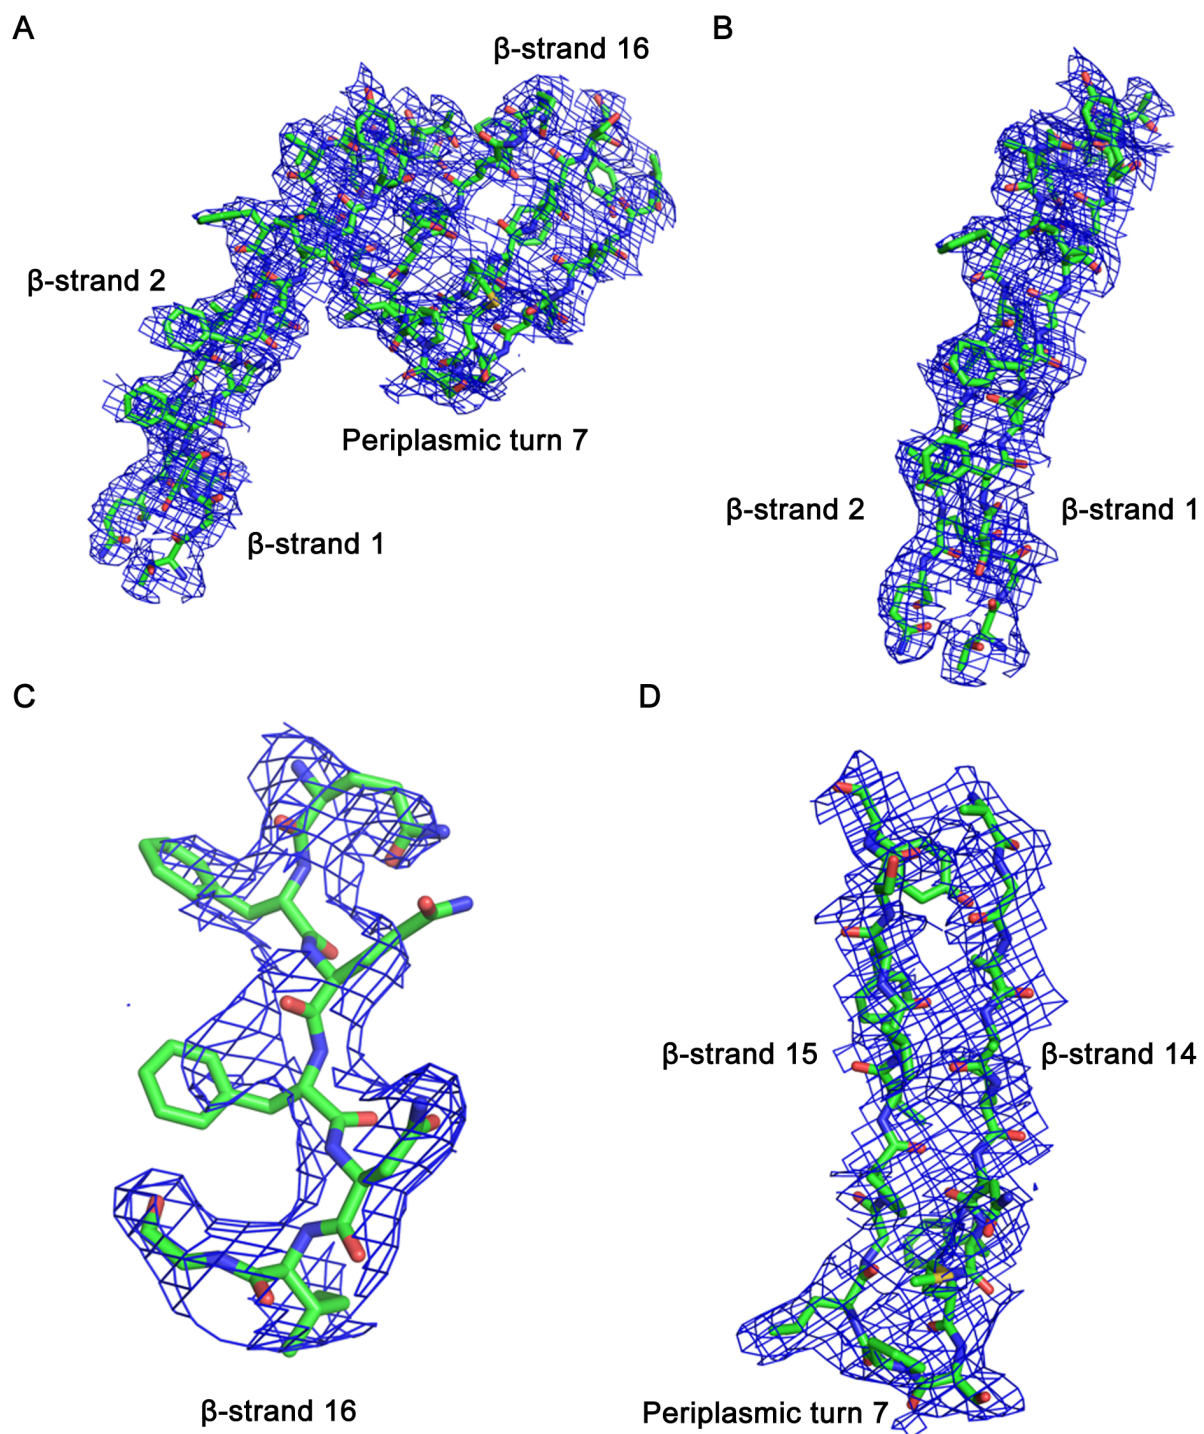 A
B
β-strand 16
β-strand 2
Periplasmic turn 7
β-strand 1
β-strand 2
β-strand 1
C
D
β-strand 15
β-strand 14
β-strand 16
Periplasmic turn 7